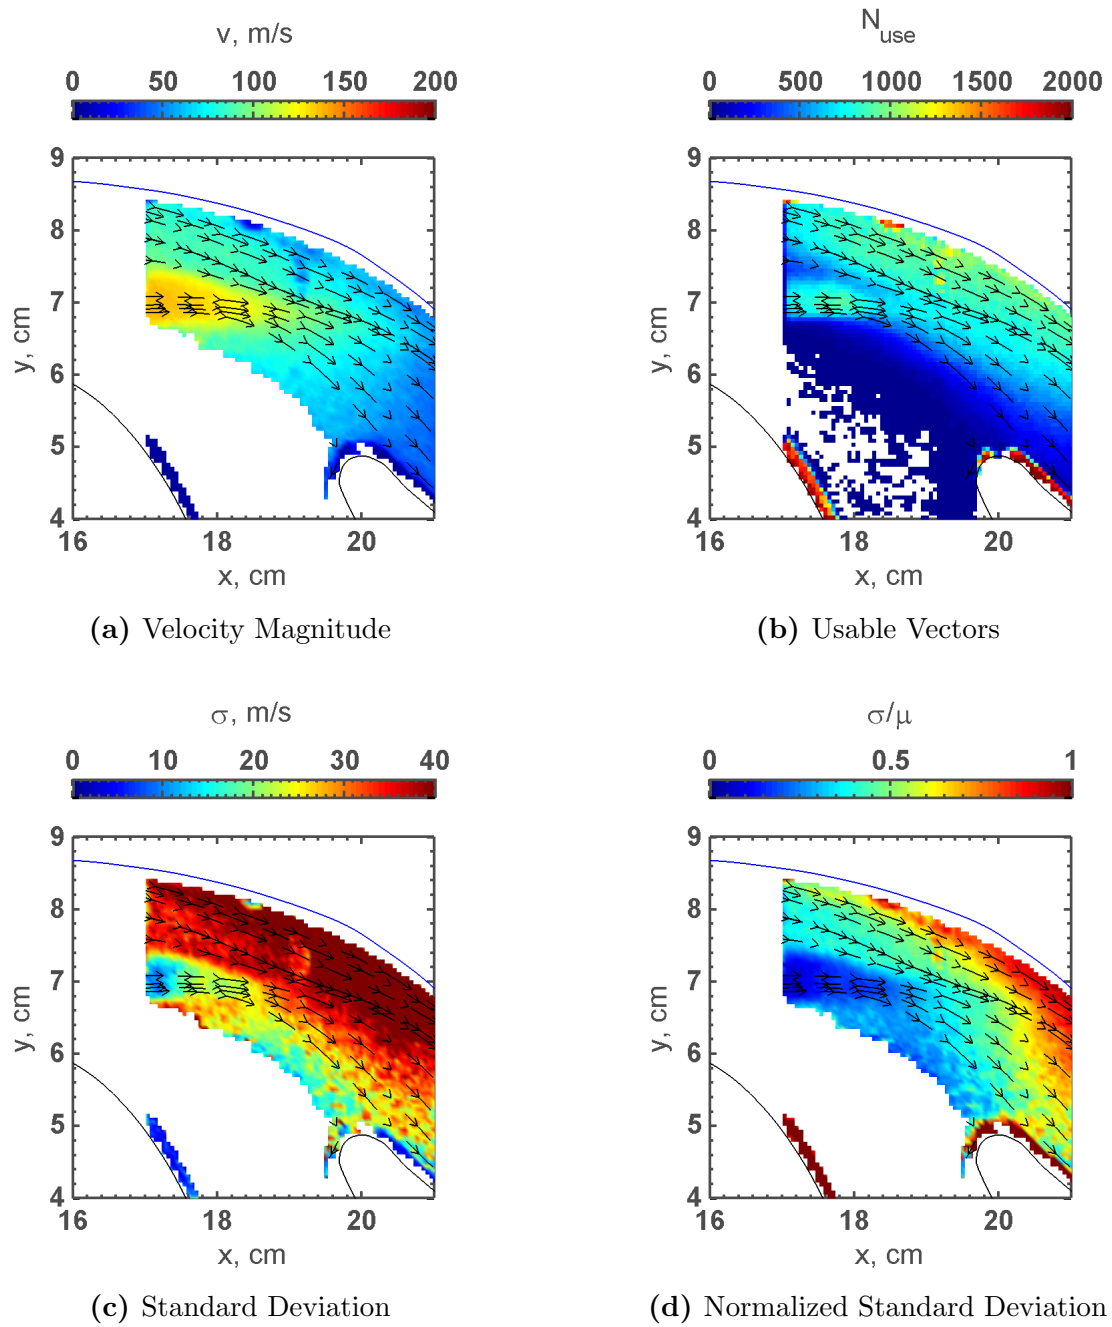 v, m/s
0 50 100 150 200
9
8
7
6
5
4
y, cm
16 18 20
x, cm
(a) Velocity Magnitude
N_use
0 500 1000 1500 2000
9
8
7
6
5
4
y, cm
16 18 20
x, cm
(b) Usable Vectors
σ, m/s
0 10 20 30 40
9
8
7
6
5
4
y, cm
16 18 20
x, cm
(c) Standard Deviation
σ/μ
0 0.5 1
9
8
7
6
5
4
y, cm
16 18 20
x, cm
(d) Normalized Standard Deviation